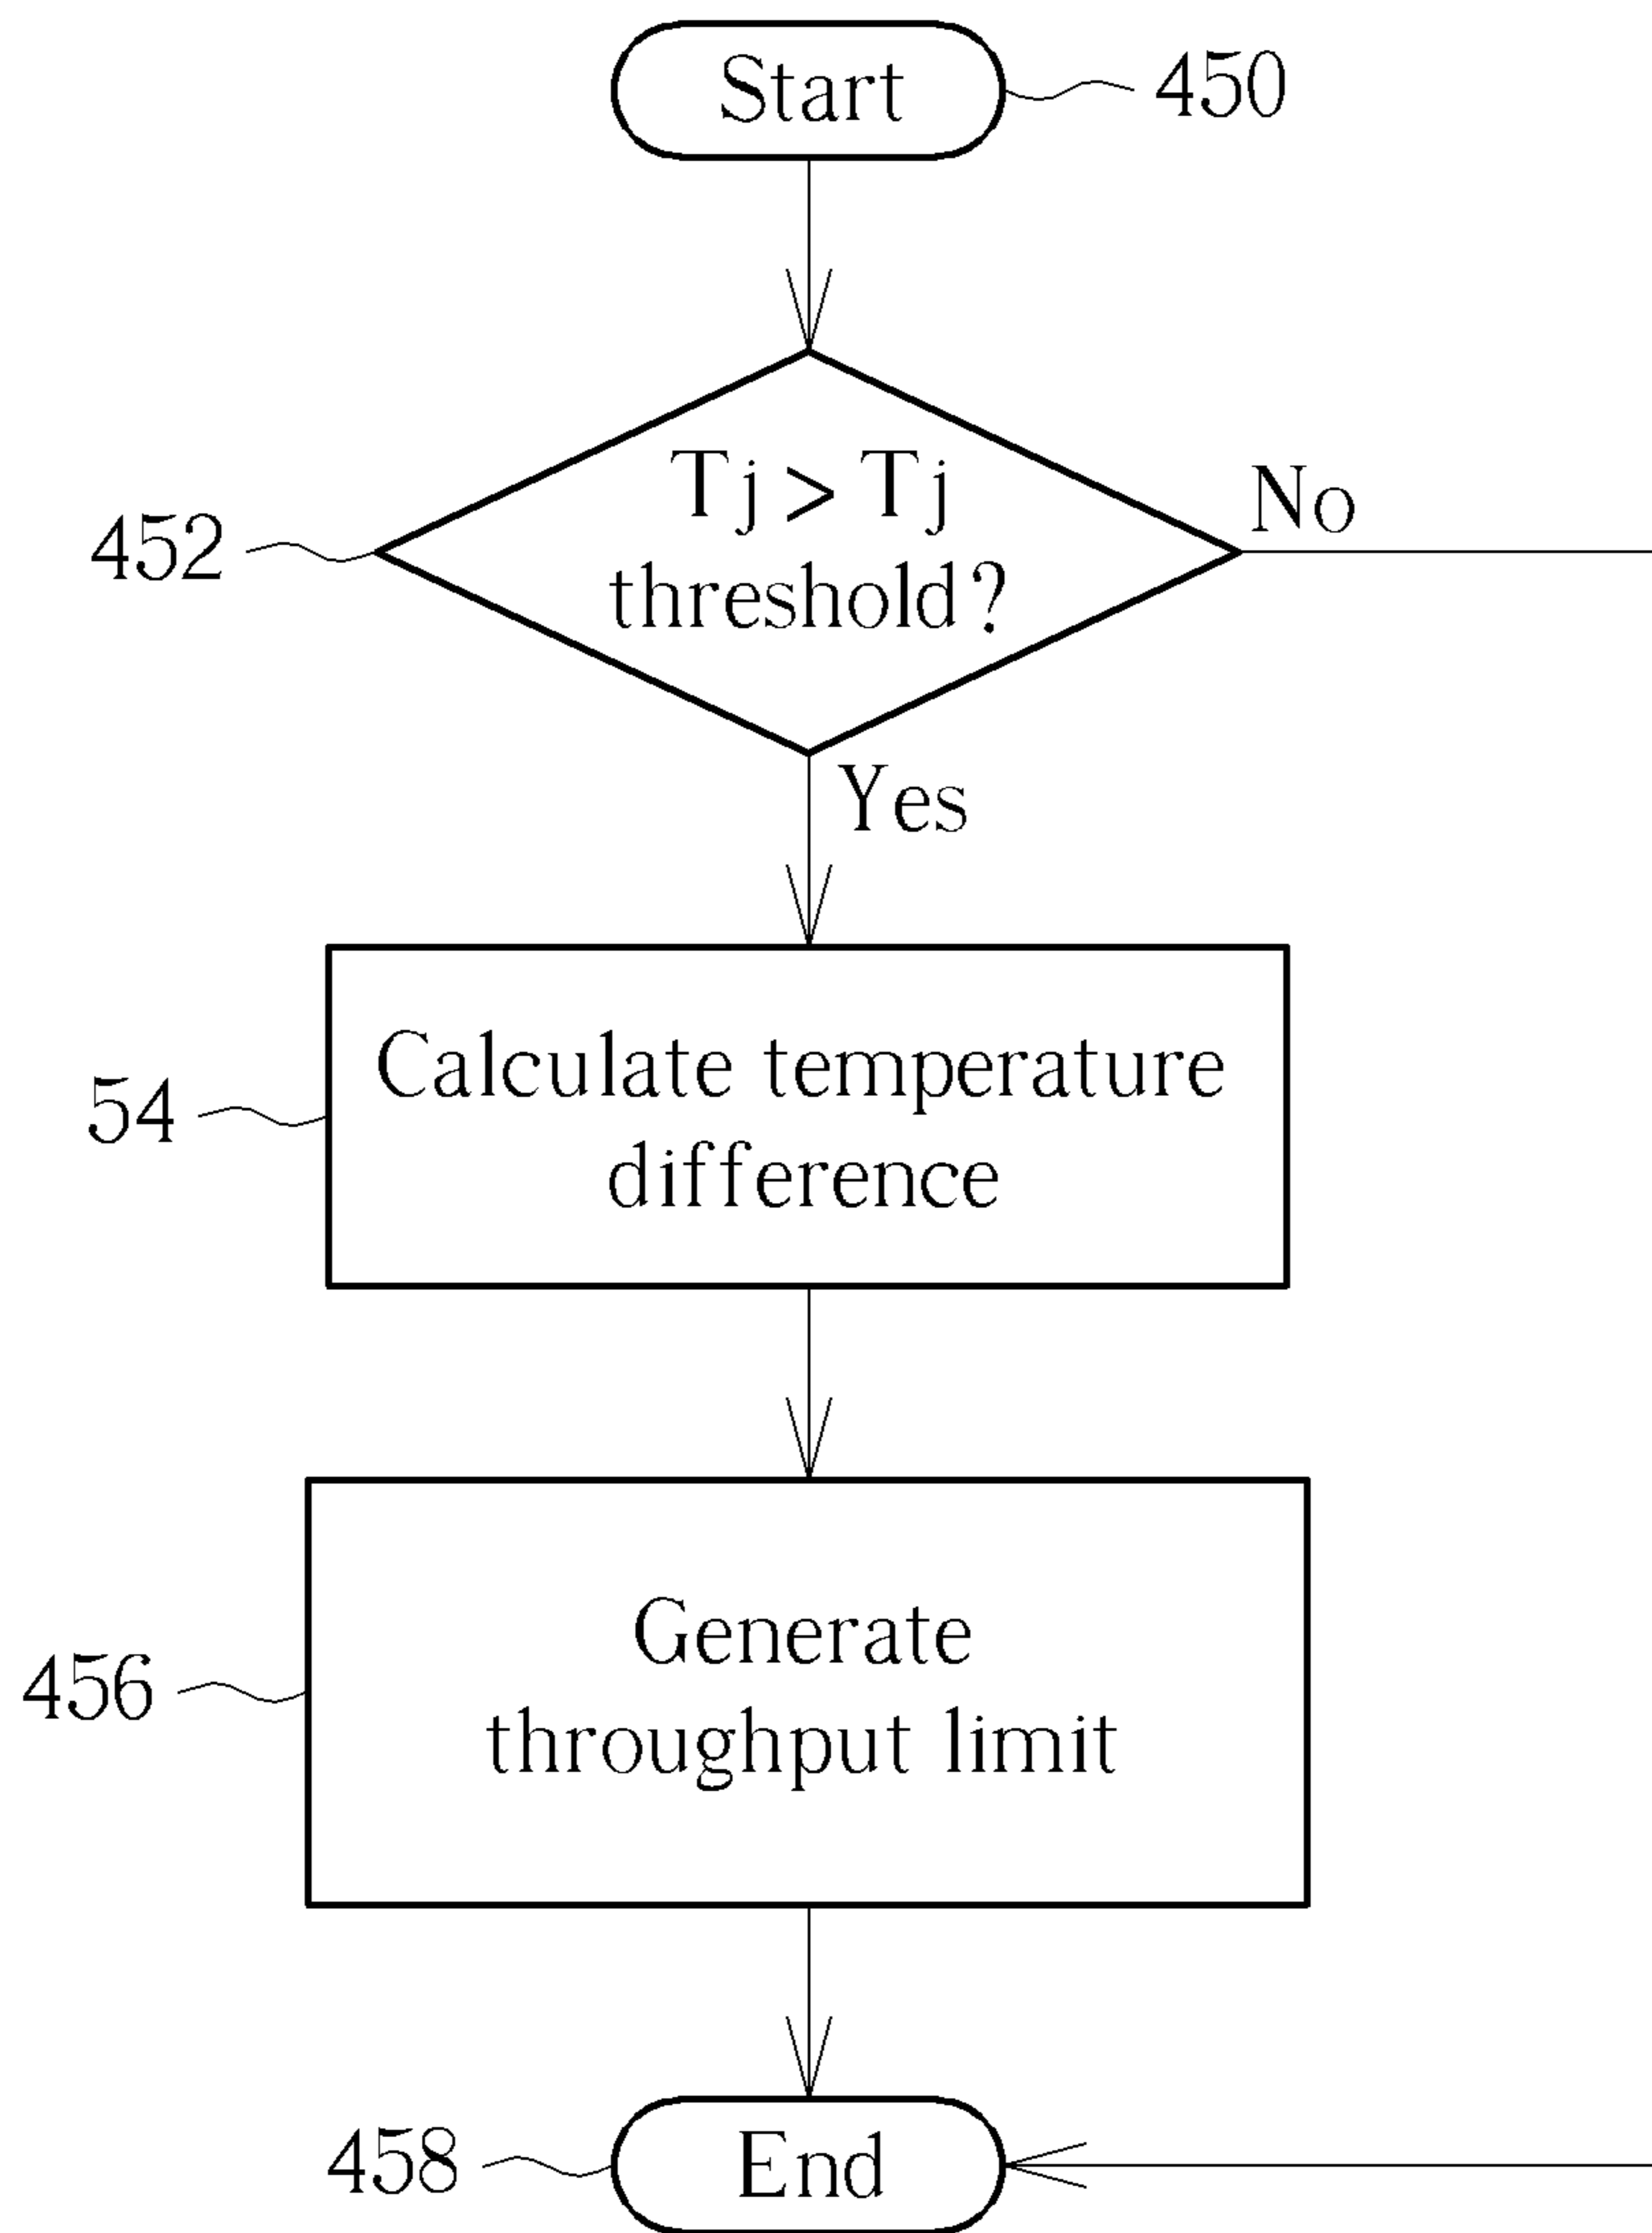 Start 450
Tj > Tj
threshold?
452
No
Yes
Calculate temperature
difference
54
Generate
throughput limit
456
End
458